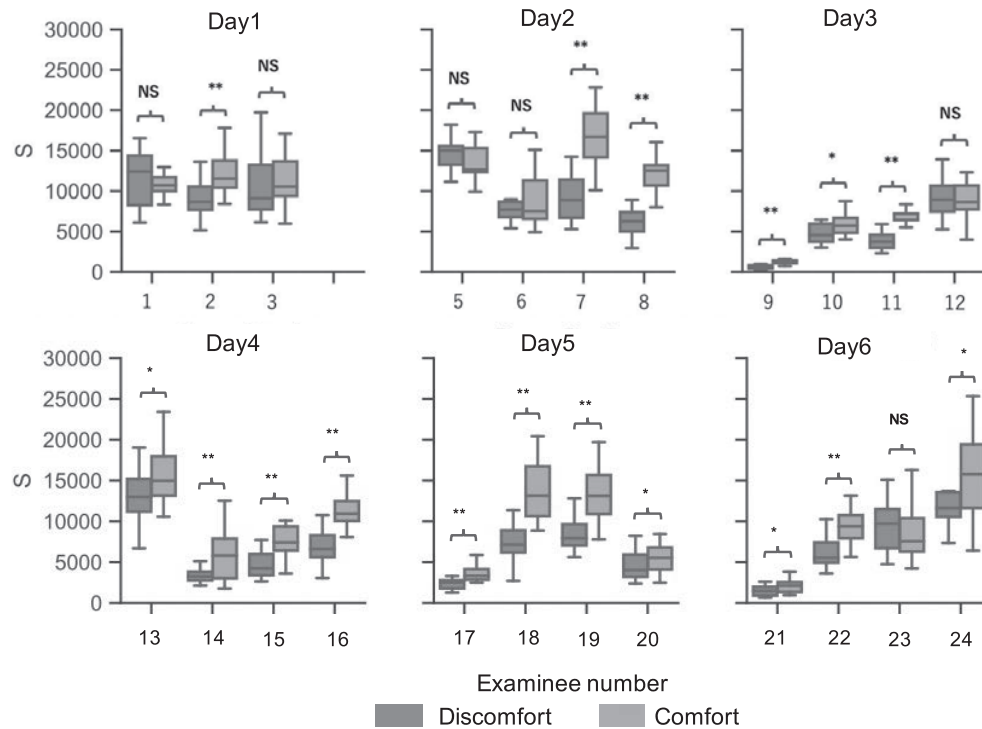 Day1 Day2 Day3
30000
25000
20000
15000
10000
5000
0
S
NS ** NS
NS NS ** **
** * ** NS
1 2 3
5 6 7 8
9 10 11 12
Day4 Day5 Day6
30000
25000
20000
15000
10000
5000
0
S
* ** ** **
** ** ** *
* ** NS *
13 14 15 16
17 18 19 20
21 22 23 24
Examinee number
Discomfort Comfort